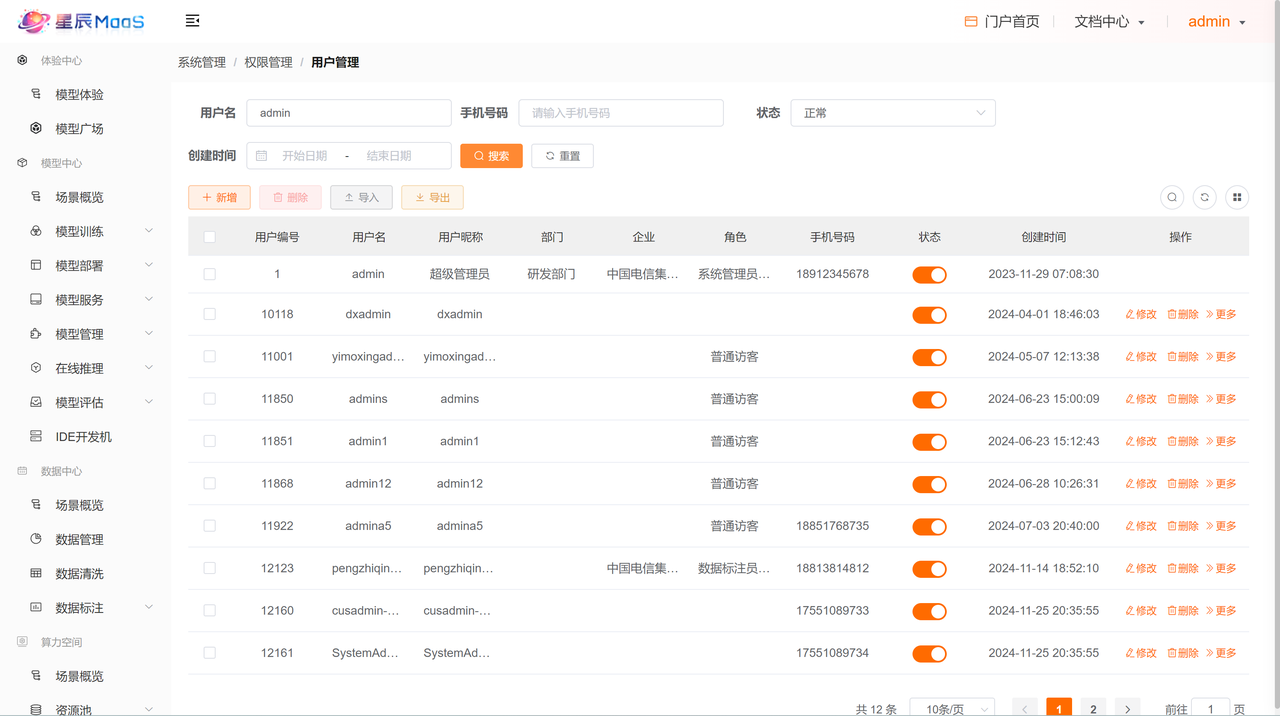 星辰MaaS
门户首页 文档中心 admin
体验中心
模型体验
模型广场
模型中心
场景概览
模型训练
模型部署
模型服务
模型管理
在线推理
模型评估
IDE开发机
数据中心
场景概览
数据管理
数据清洗
数据标注
算力空间
场景概览
资源池
系统管理 / 权限管理 / 用户管理
用户名 admin 手机号码 请输入手机号码 状态 正常
创建时间 开始日期 - 结束日期 搜索 重置
新增 删除 导入 导出
用户编号 用户名 用户昵称 部门 企业 角色 手机号码 状态 创建时间 操作
1 admin 超级管理员 研发部门 中国电信集... 系统管理员... 18912345678 2023-11-29 07:08:30
10118 dxadmin dxadmin 2024-04-01 18:46:03 修改 删除 更多
11001 yimoxingad... yimoxingad... 普通访客 2024-05-07 12:13:38 修改 删除 更多
11850 admins admins 普通访客 2024-06-23 15:00:09 修改 删除 更多
11851 admin1 admin1 普通访客 2024-06-23 15:12:43 修改 删除 更多
11868 admin12 admin12 普通访客 2024-06-28 10:26:31 修改 删除 更多
11922 admina5 admina5 普通访客 18851768735 2024-07-03 20:40:00 修改 删除 更多
12123 pengzhiqin... pengzhiqin... 中国电信集... 数据标注员... 18813814812 2024-11-14 18:52:10 修改 删除 更多
12160 cusadmin-... cusadmin-... 17551089733 2024-11-25 20:35:55 修改 删除 更多
12161 SystemAd... SystemAd... 17551089734 2024-11-25 20:35:55 修改 删除 更多
共 12 条 10条/页 1 2 前往 1 页